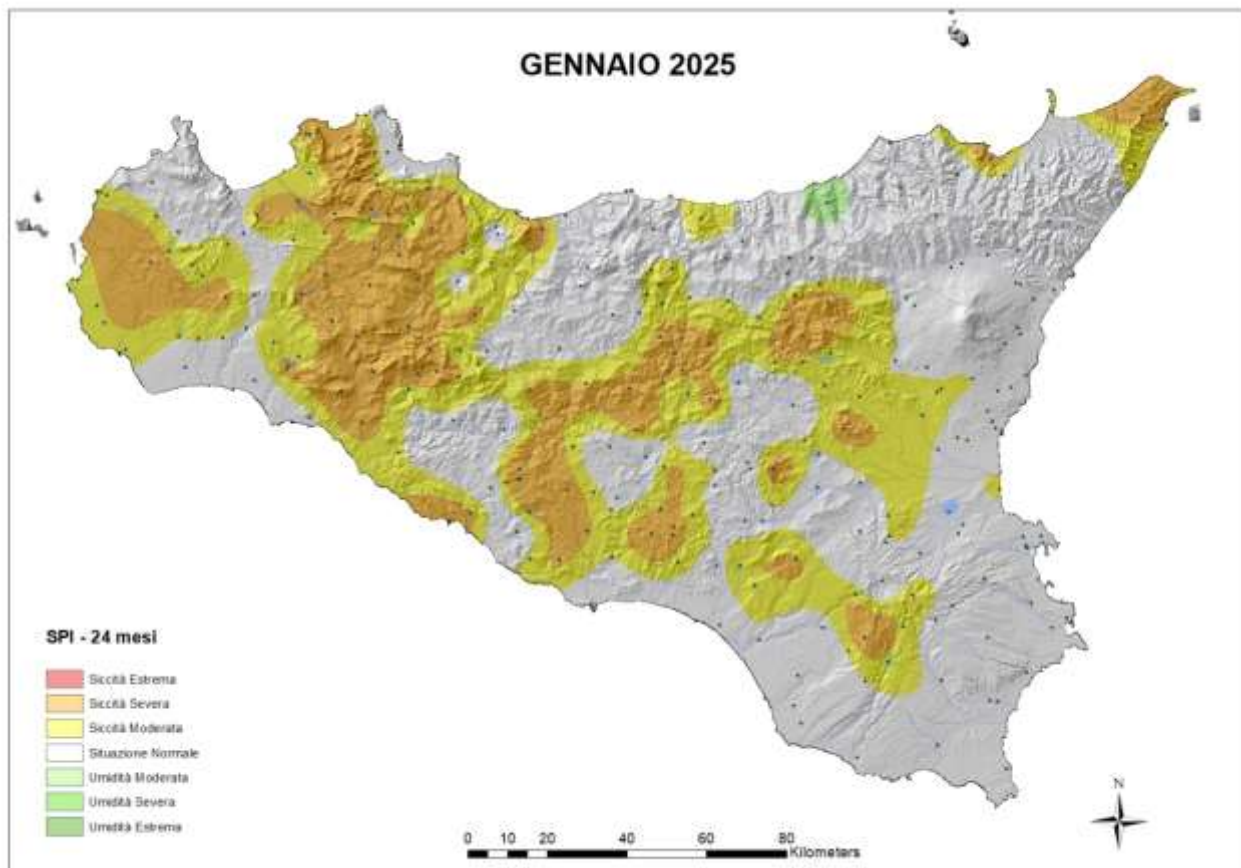 GENNAIO 2025
SPI - 24 mesi
Siccità Estrema
Siccità Severa
Siccità Moderata
Situazione Normale
Umidità Moderata
Umidità Severa
Umidità Estrema
N
0 10 20 40 60 80
Kilometers